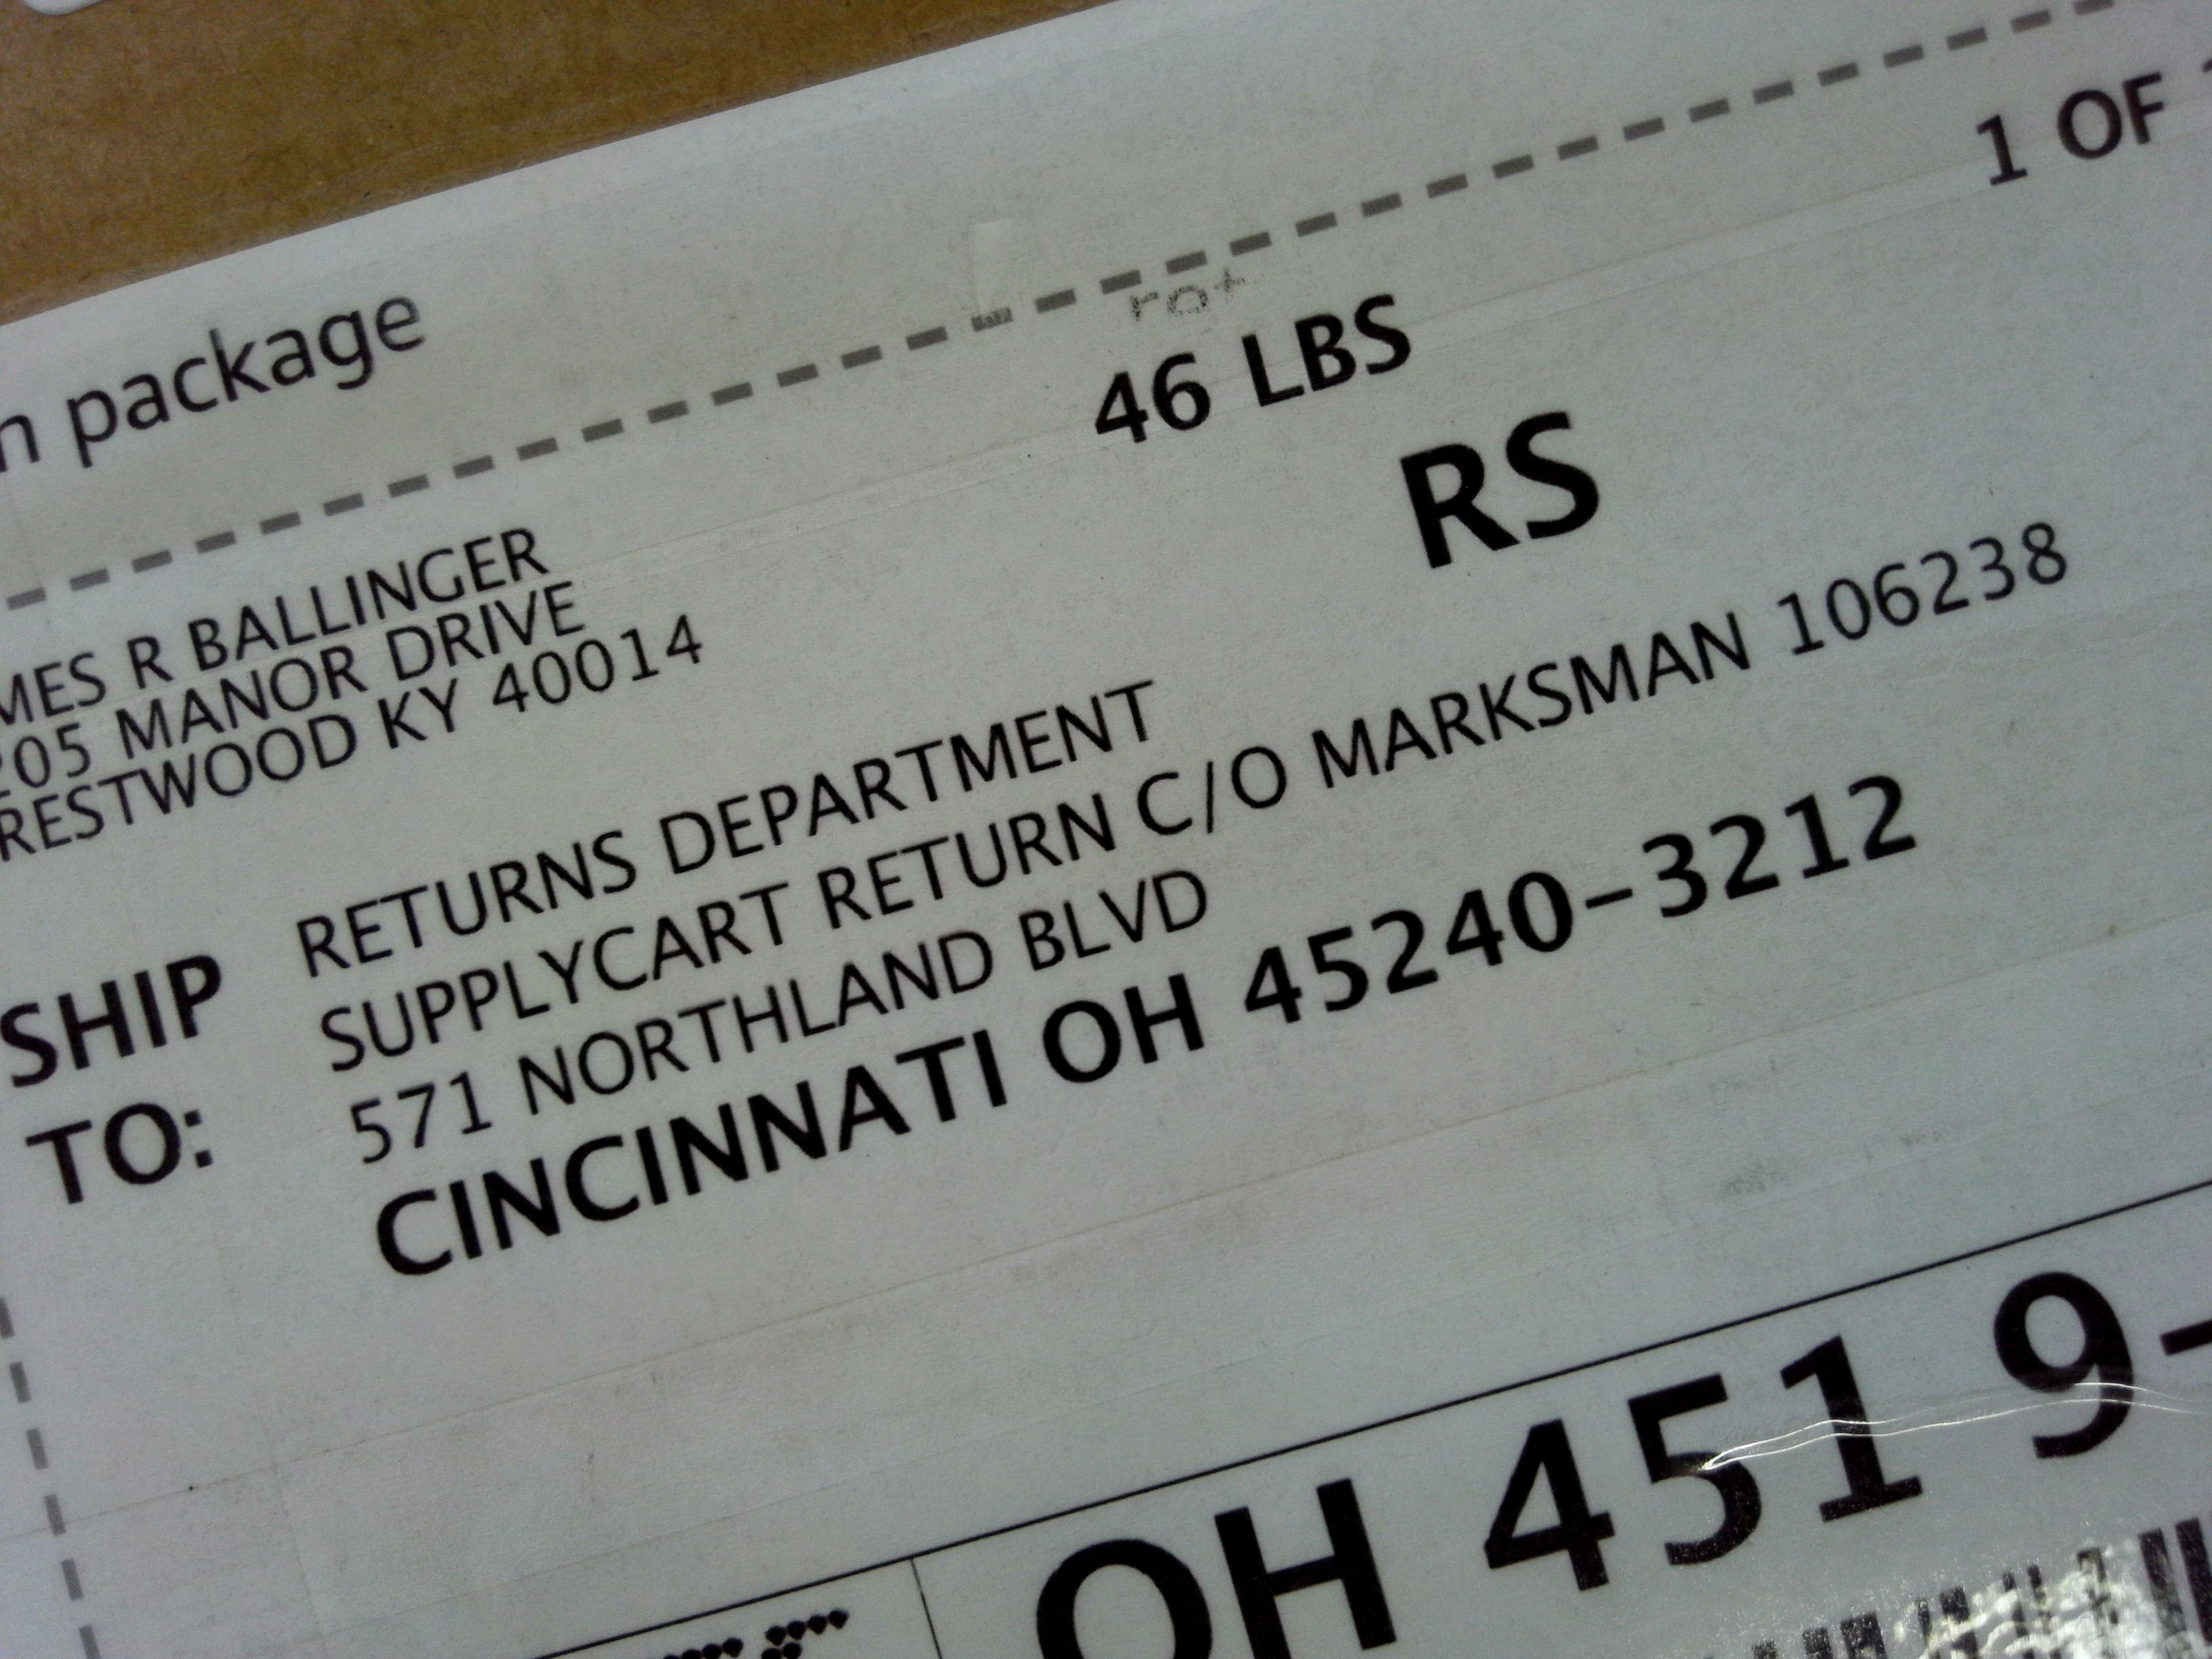 n package
1 OF
46 LBS
RS
MES R BALLINGER
205 MANOR DRIVE
RESTWOOD KY 40014
SHIP TO:
RETURNS DEPARTMENT
SUPPLYCART RETURN C/O MARKSMAN 106238
571 NORTHLAND BLVD
CINCINNATI OH 45240-3212
OH 451 9-